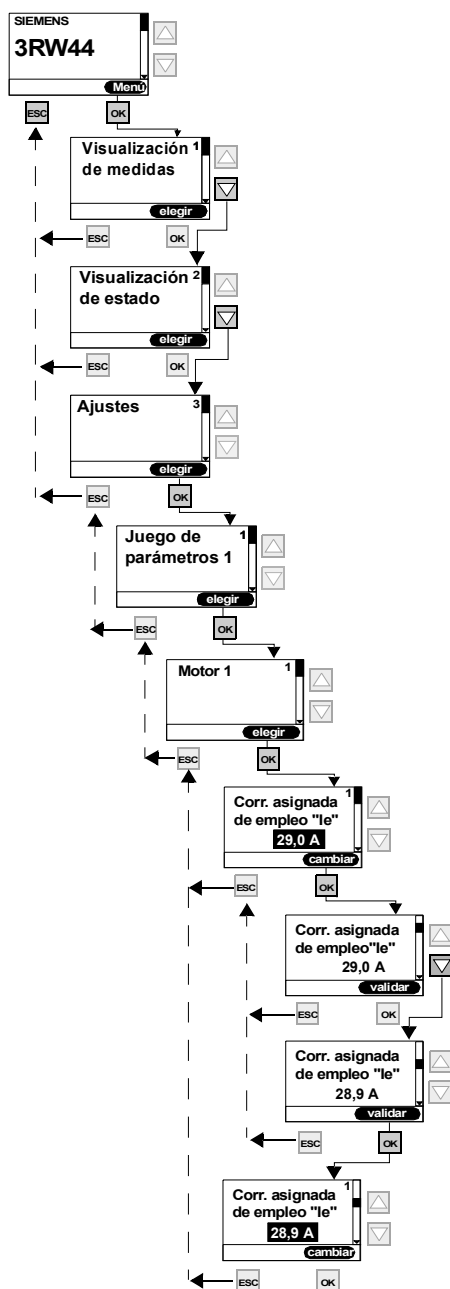 SIEMENS
3RW44
Menú
ESC
OK
Visualización 1
de medidas
elegir
ESC
OK
Visualización 2
de estado
elegir
ESC
OK
Ajustes 3
elegir
ESC
OK
Juego de 1
parámetros 1
elegir
ESC
OK
Motor 1 1
elegir
ESC
OK
1
Corr. asignada
de empleo "Ie"
29,0 A
cambiar
ESC
OK
Corr. asignada
de empleo"Ie"
29,0 A
validar
ESC
OK
Corr. asignada
de empleo "Ie"
28,9 A
validar
ESC
OK
Corr. asignada 1
de empleo "Ie"
28,9 A
cambiar
ESC
OK